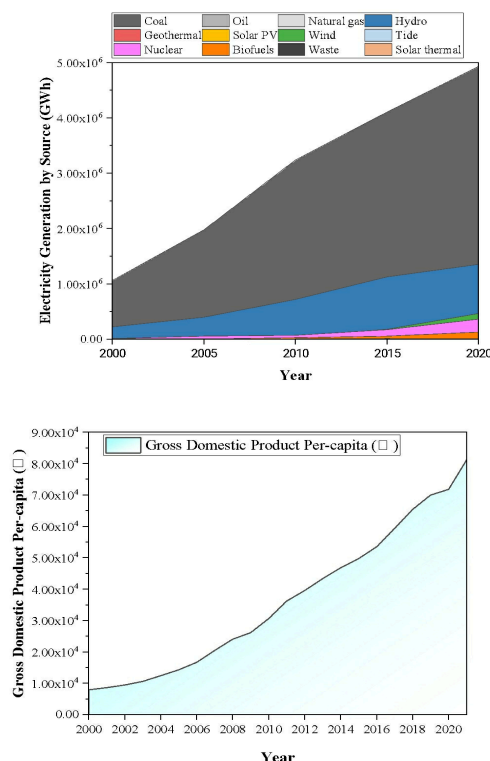 Coal Oil Natural gas Hydro
Geothermal Solar PV Wind Tide
Nuclear Biofuels Waste Solar thermal
Electricity Generation by Source (GWh)
5.00x10⁶
4.00x10⁶
3.00x10⁶
2.00x10⁶
1.00x10⁶
0.00
2000 2005 2010 2015 2020
Year
Gross Domestic Product Per-capita (□)
Gross Domestic Product Per-capita (□)
9.00x10⁴
8.00x10⁴
7.00x10⁴
6.00x10⁴
5.00x10⁴
4.00x10⁴
3.00x10⁴
2.00x10⁴
1.00x10⁴
0.00
2000 2002 2004 2006 2008 2010 2012 2014 2016 2018 2020
Year